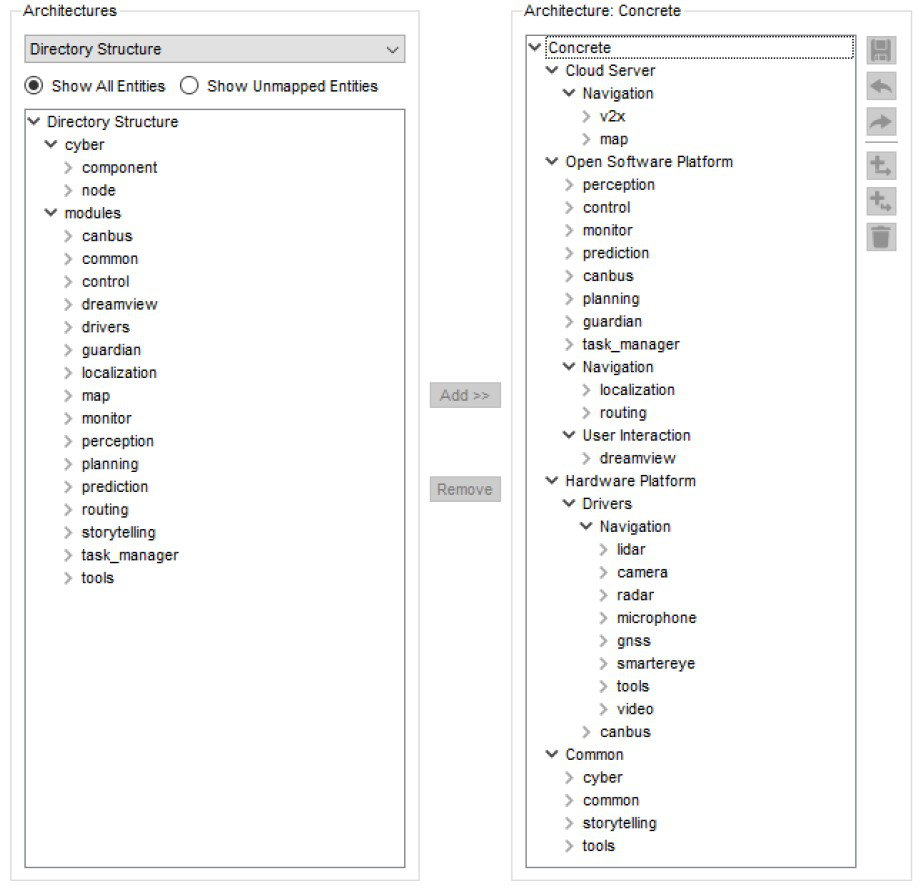 Architectures
Directory Structure
Show All Entities
Show Unmapped Entities
Directory Structure
cyber
component
node
modules
canbus
common
control
dreamview
drivers
guardian
localization
map
monitor
perception
planning
prediction
routing
storytelling
task_manager
tools
Add >>
Remove
Architecture: Concrete
Concrete
Cloud Server
Navigation
v2x
map
Open Software Platform
perception
control
monitor
prediction
canbus
planning
guardian
task_manager
Navigation
localization
routing
User Interaction
dreamview
Hardware Platform
Drivers
Navigation
lidar
camera
radar
microphone
gnss
smartereye
tools
video
canbus
Common
cyber
common
storytelling
tools